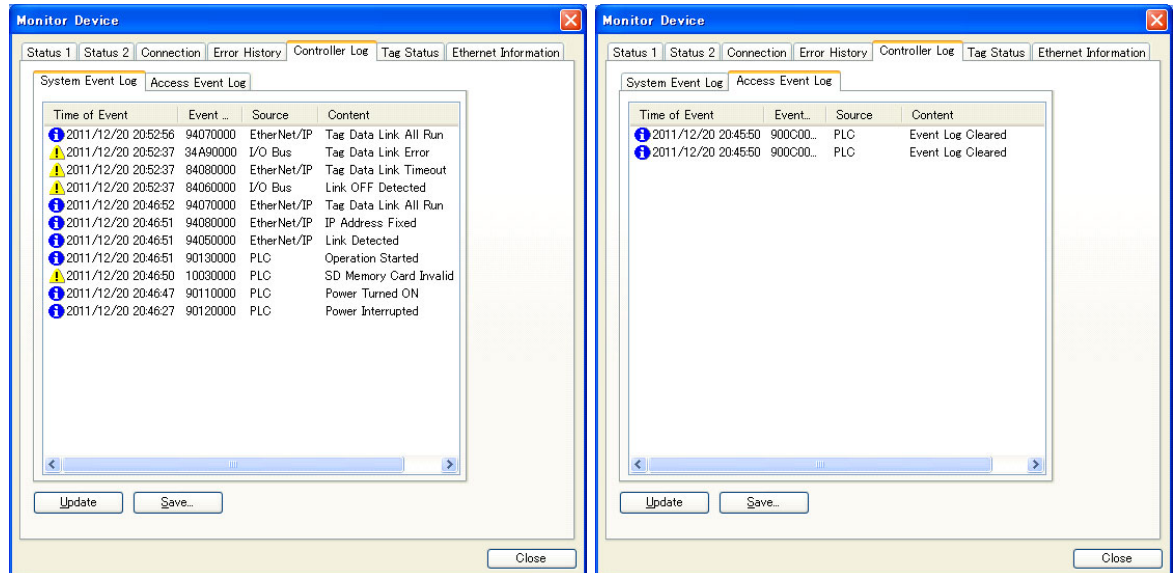 Monitor Device
Status 1 Status 2 Connection Error History Controller Log Tag Status Ethernet Information
System Event Log Access Event Log
Time of Event Event ... Source Content
2011/12/20 20:52:56 94070000 EtherNet/IP Tag Data Link All Run
2011/12/20 20:52:37 34A90000 I/O Bus Tag Data Link Error
2011/12/20 20:52:37 84080000 EtherNet/IP Tag Data Link Timeout
2011/12/20 20:52:37 84060000 I/O Bus Link OFF Detected
2011/12/20 20:46:52 94070000 EtherNet/IP Tag Data Link All Run
2011/12/20 20:46:51 94080000 EtherNet/IP IP Address Fixed
2011/12/20 20:46:51 94050000 EtherNet/IP Link Detected
2011/12/20 20:46:51 90130000 PLC Operation Started
2011/12/20 20:46:50 10030000 PLC SD Memory Card Invalid
2011/12/20 20:46:47 90110000 PLC Power Turned ON
2011/12/20 20:46:27 90120000 PLC Power Interrupted
Update Save...
Close
Monitor Device
Status 1 Status 2 Connection Error History Controller Log Tag Status Ethernet Information
System Event Log Access Event Log
Time of Event Event... Source Content
2011/12/20 20:45:50 900C00... PLC Event Log Cleared
2011/12/20 20:45:50 900C00... PLC Event Log Cleared
Update Save...
Close